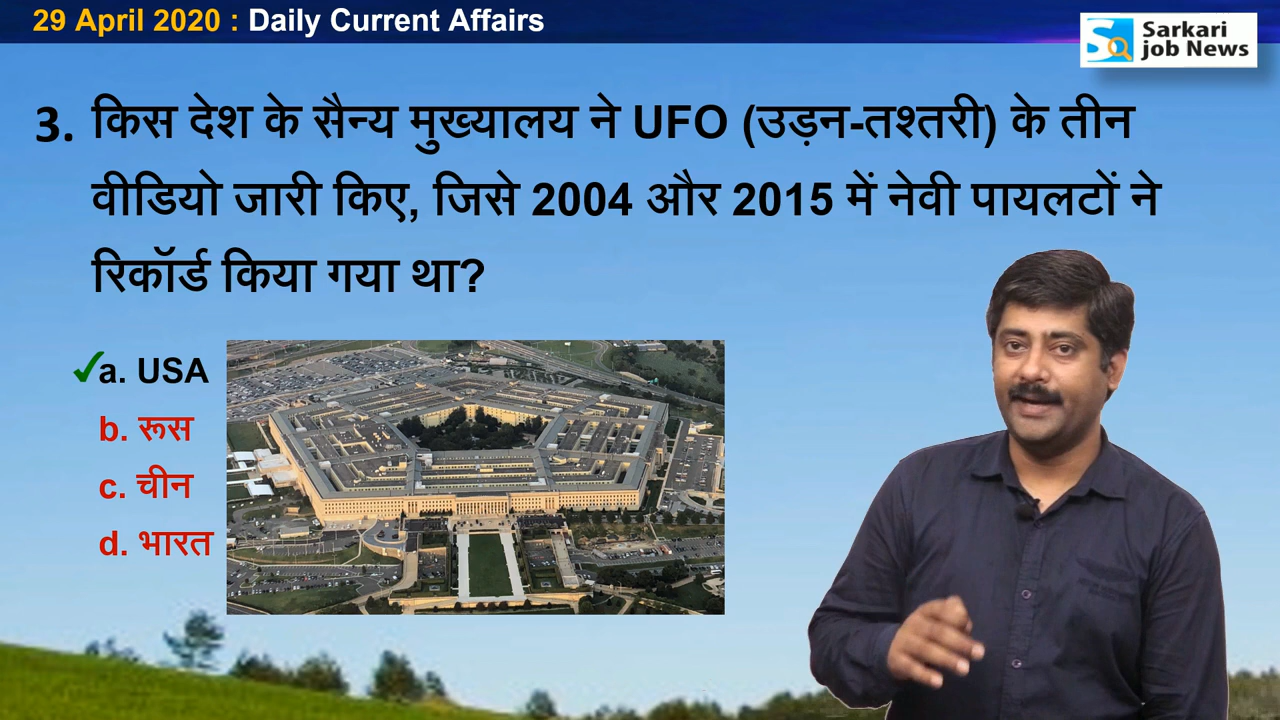 29 April 2020 : Daily Current Affairs
Sarkari
job News
3. किस देश के सैन्य मुख्यालय ने UFO (उड़न-तश्तरी) के तीन
वीडियो जारी किए, जिसे 2004 और 2015 में नेवी पायलटों ने
रिकॉर्ड किया गया था?
a. USA
b. रूस
c. चीन
d. भारत